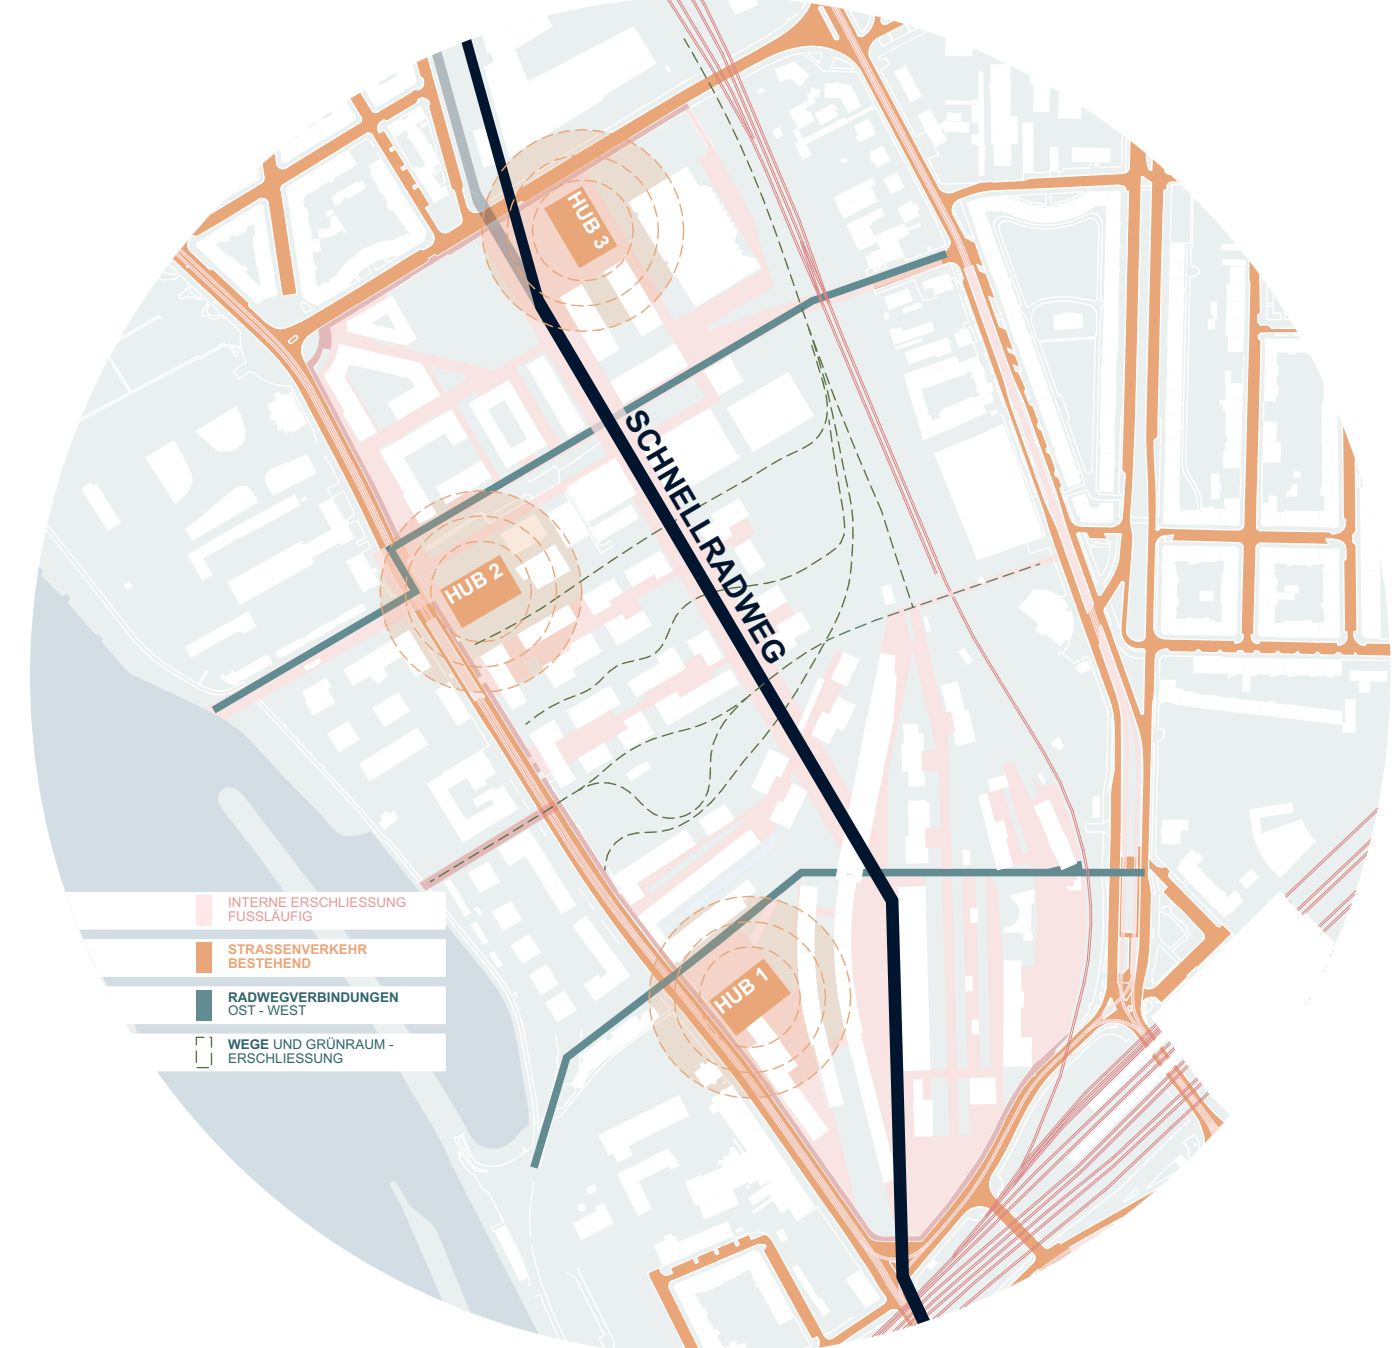 HUB 3
SCHNELLRADWEG
HUB 2
INTERNE ERSCHLIESSUNG
FUSSLÄUFIG
STRASSENVERKEHR
BESTEHEND
RADWEGVERBINDUNGEN
OST - WEST
WEGE UND GRÜNRAUM -
ERSCHLIESSUNG
HUB 1